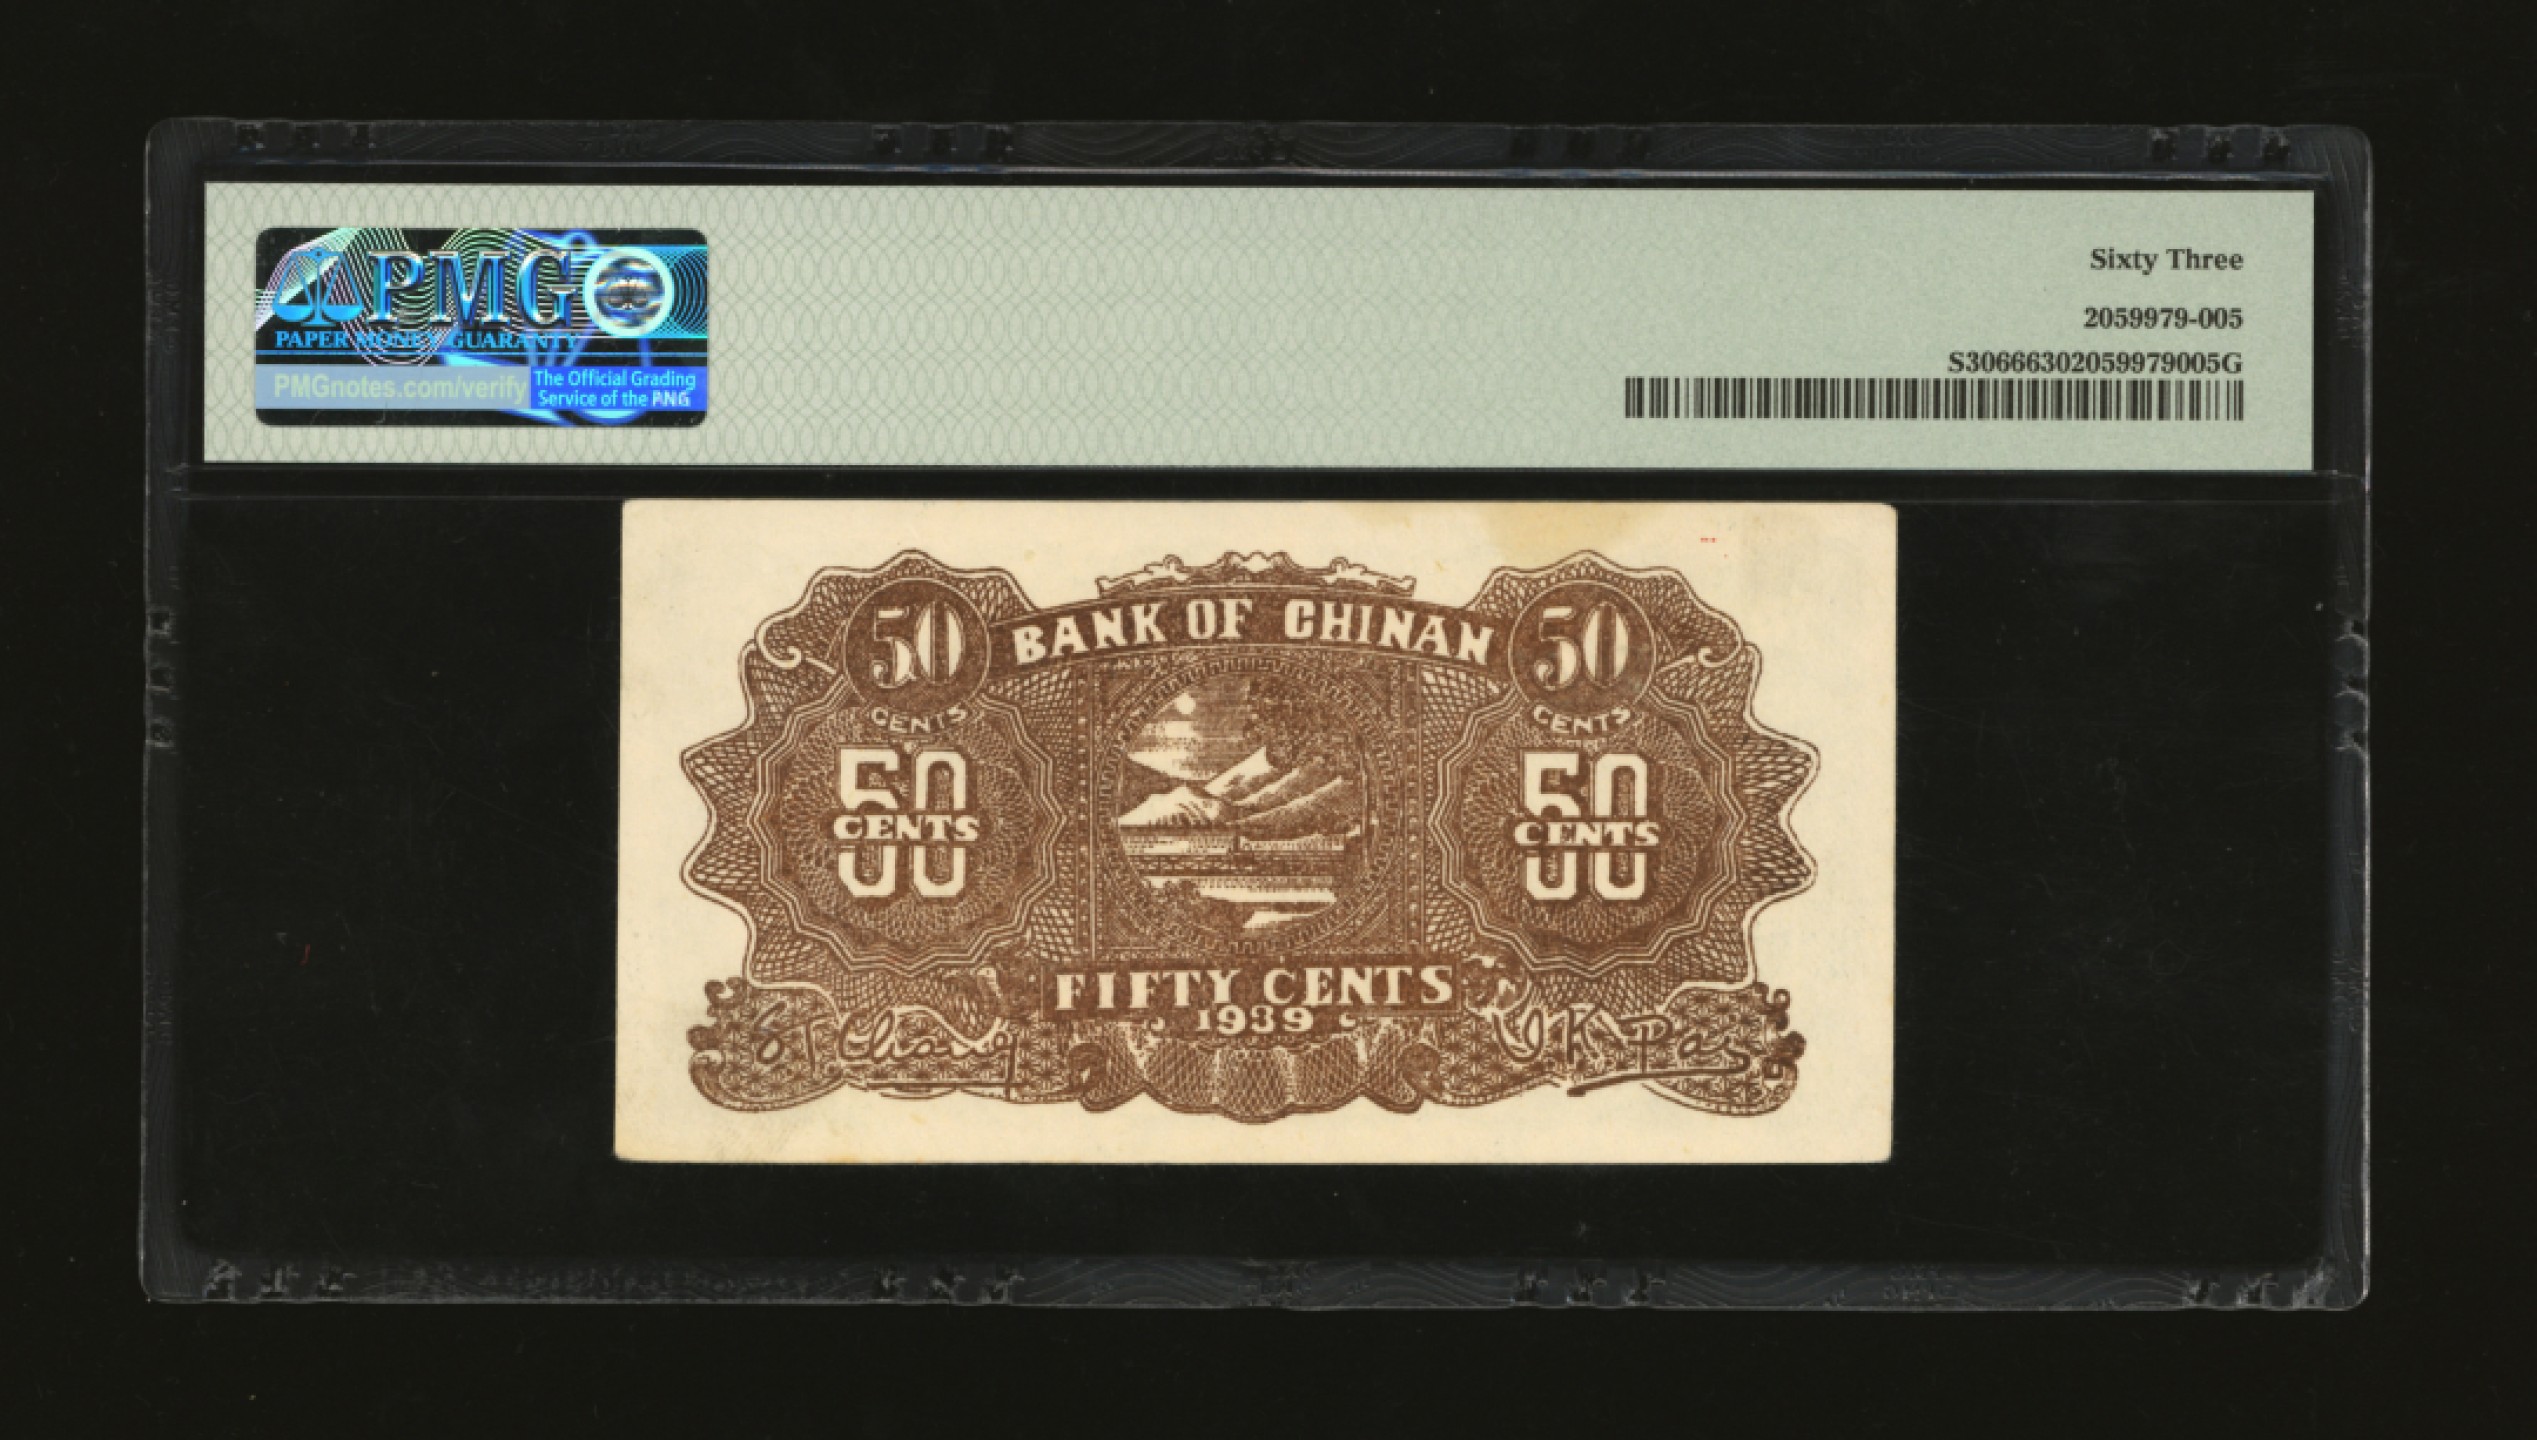 PMG
PAPER MONEY GUARANTY
PMGnotes.com/verify
The Official Grading
Service of the PNG
Sixty Three
2059979-005
S30666302059979005G
BANK OF CHINAN
50
CENTS
50
CENTS
50
CENTS
50
CENTS
FIFTY CENTS
1939
S T Chang